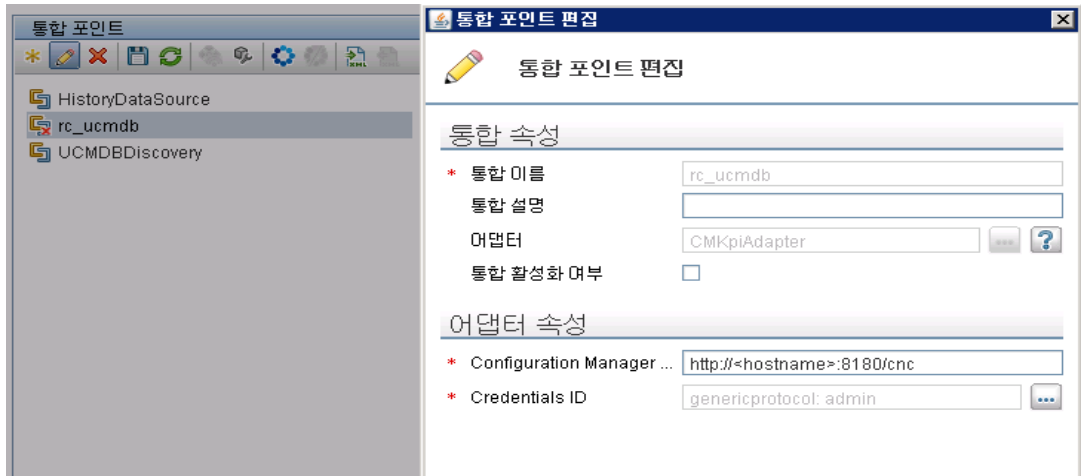 통합 포인트
XML
HistoryDataSource
rc_ucmdb
UCMDBDiscovery
통합 포인트 편집
통합 포인트 편집
통합 속성
* 통합 이름 rc_ucmdb
통합 설명
어댑터 CMKpiAdapter ... ?
통합 활성화 여부
어댑터 속성
* Configuration Manager ... http://<hostname>:8180/cnc
* Credentials ID genericprotocol: admin ...